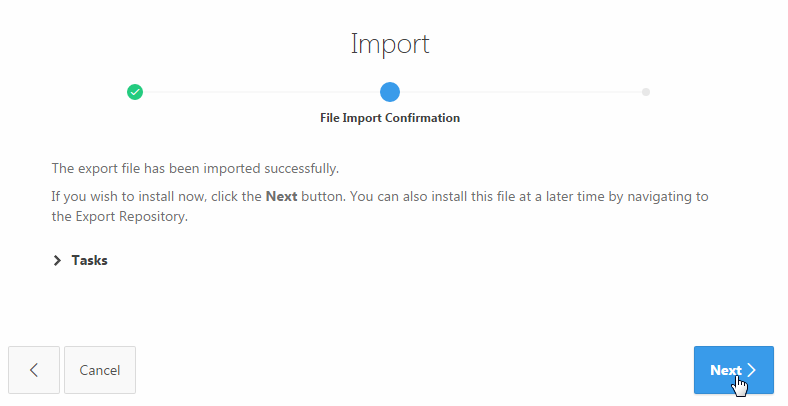 Import
File Import Confirmation
The export file has been imported successfully.
If you wish to install now, click the Next button. You can also install this file at a later time by navigating to
the Export Repository.
Tasks
Cancel
Next